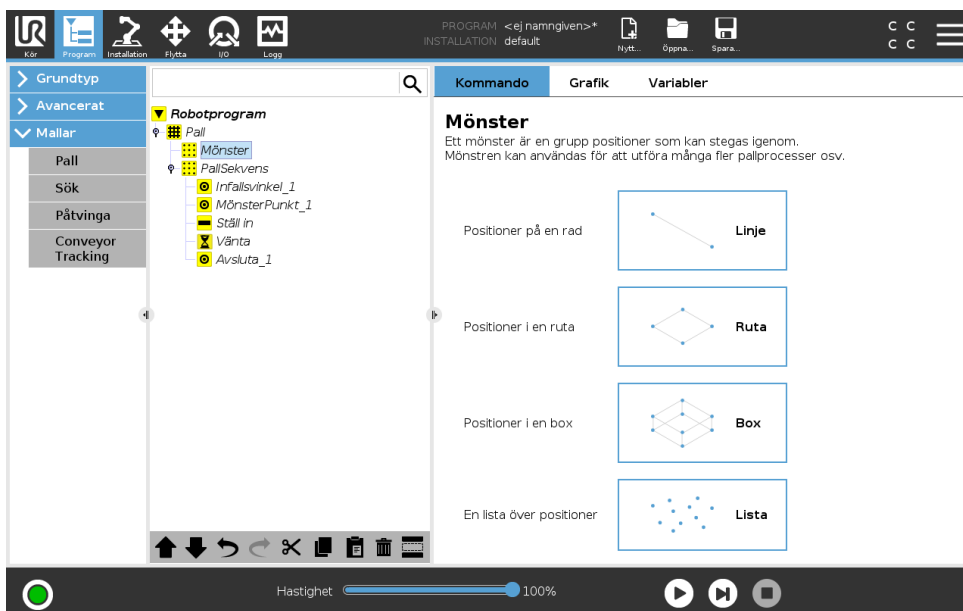 UR
Kör
Program
Installation
Flytta
I/O
Logg
PROGRAM <ej namngiven>*
INSTALLATION default
Nytt...
Öppna...
Spara...
C C
C C
Grundtyp
Avancerat
Mallar
Pall
Sök
Påtvinga
Conveyor
Tracking
Robotprogram
Pall
Mönster
PallSekvens
Infallsvinkel_1
MönsterPunkt_1
Ställ in
Vänta
Avsluta_1
Kommando
Grafik
Variabler
Mönster
Ett mönster är en grupp positioner som kan stegas igenom.
Mönstren kan användas för att utföra många fler pallprocesser osv.
Positioner på en rad
Linje
Positioner i en ruta
Ruta
Positioner i en box
Box
En lista över positioner
Lista
Hastighet
100%